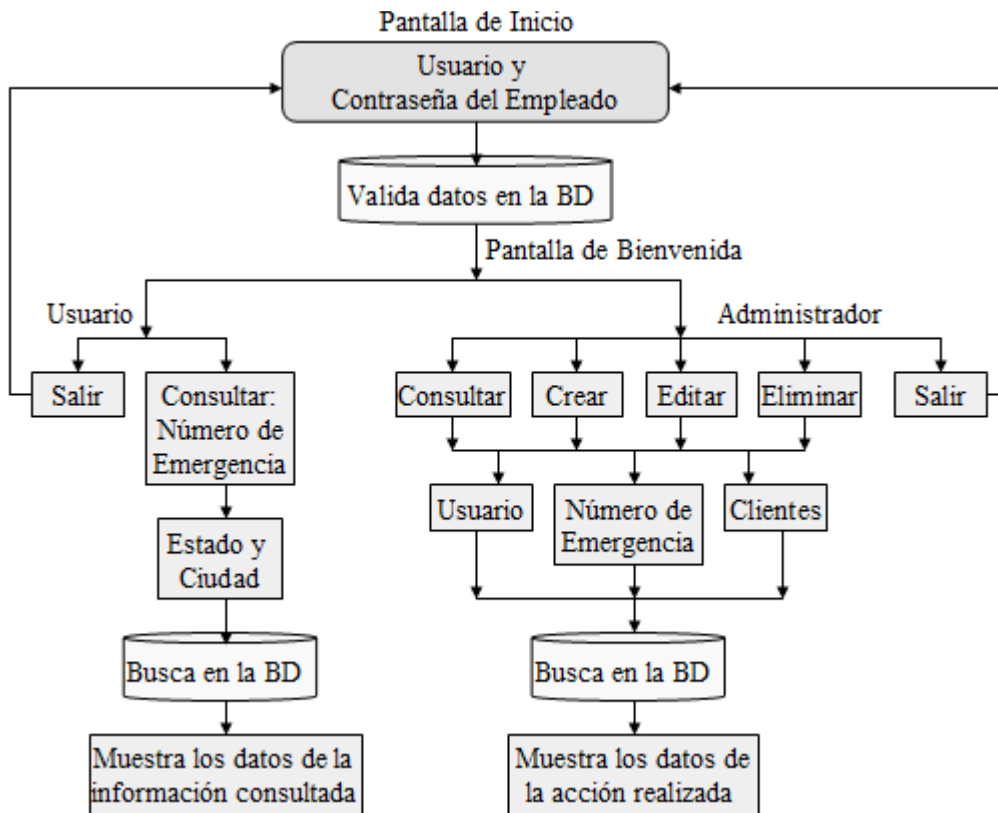 Pantalla de Inicio
Usuario y
Contraseña del Empleado
Valida datos en la BD
Pantalla de Bienvenida
Usuario
Administrador
Salir
Consultar:
Número de
Emergencia
Consultar
Crear
Editar
Eliminar
Salir
Usuario
Número de
Emergencia
Clientes
Estado y
Ciudad
Busca en la BD
Busca en la BD
Muestra los datos de la
información consultada
Muestra los datos de
la acción realizada